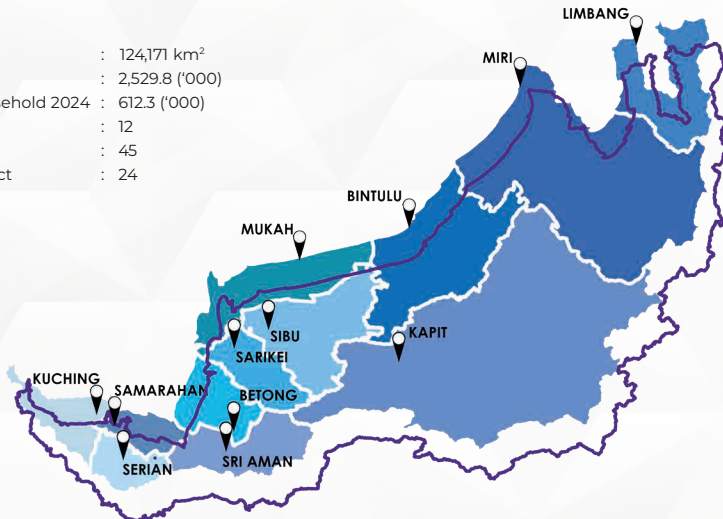 : 124,171 km²
: 2,529.8 (‘000)
sehold 2024 : 612.3 (‘000)
: 12
: 45
ct : 24
LIMBANG
MIRI
BINTULU
MUKAH
SIBU
SARIKEI
KAPIT
KUCHING
SAMARAHAN
BETONG
SERIAN
SRI AMAN